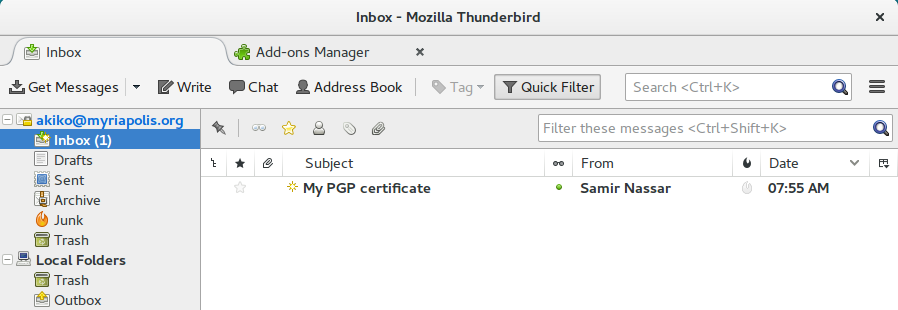 Inbox - Mozilla Thunderbird
Inbox Add-ons Manager
Get Messages Write Chat Address Book Tag Quick Filter Search <Ctrl+K>
akiko@myriapolis.org Filter these messages <Ctrl+Shift+K>
Inbox (1)
Drafts Subject From Date
Sent My PGP certificate Samir Nassar 07:55 AM
Archive
Junk
Trash
Local Folders
Trash
Outbox